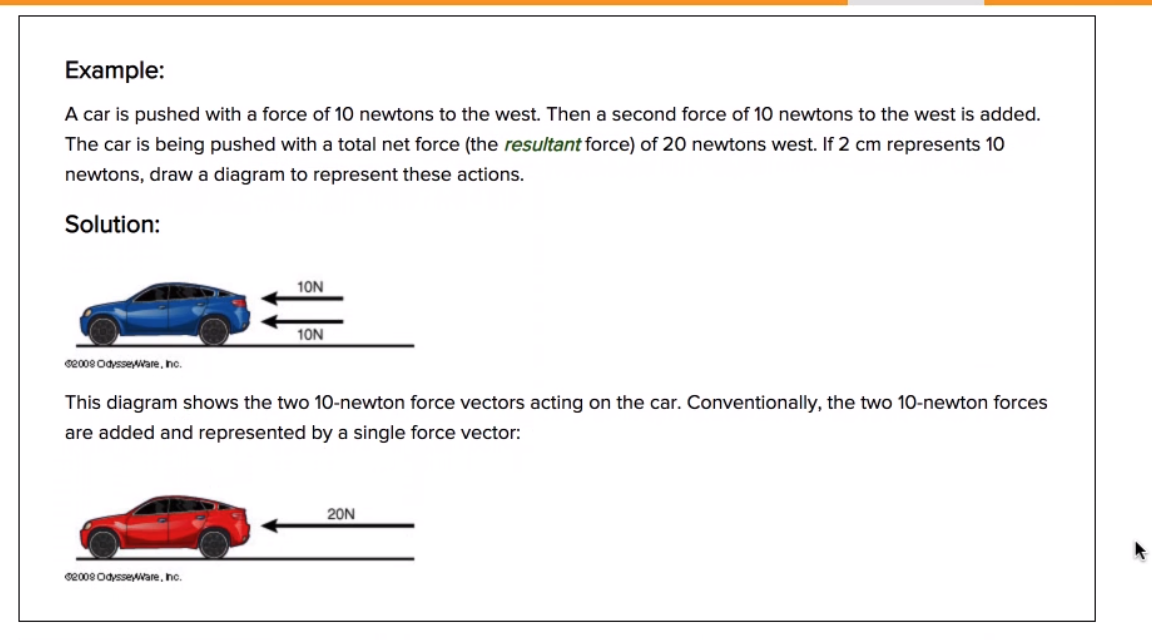 Example:
A car is pushed with a force of 10 newtons to the west. Then a second force of 10 newtons to the west is added.
The car is being pushed with a total net force (the resultant force) of 20 newtons west. If 2 cm represents 10
newtons, draw a diagram to represent these actions.
Solution:
10N
10N
©2008 OdysseyWare, Inc.
This diagram shows the two 10-newton force vectors acting on the car. Conventionally, the two 10-newton forces
are added and represented by a single force vector:
20N
©2008 OdysseyWare, Inc.